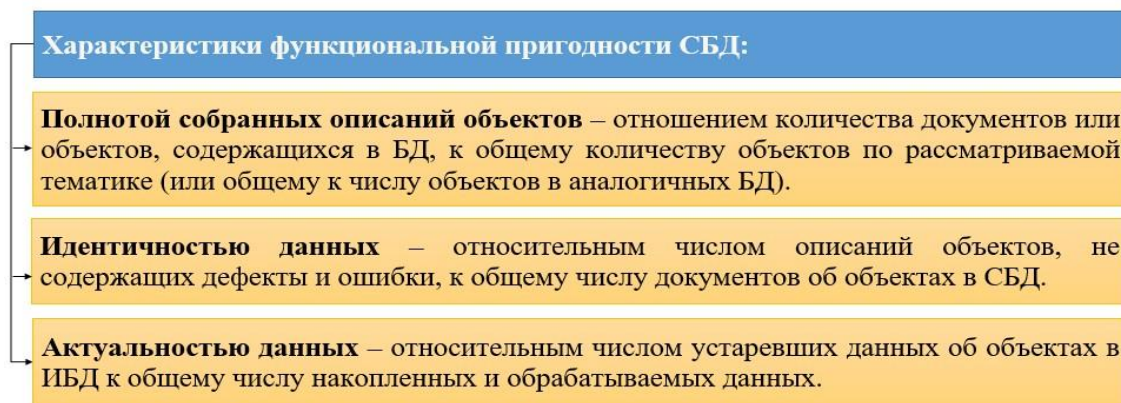 Характеристики функциональной пригодности СБД:
Полнотой собранных описаний объектов – отношением количества документов или
объектов, содержащихся в БД, к общему количеству объектов по рассматриваемой
тематике (или общему к числу объектов в аналогичных БД).
Идентичностью данных – относительным числом описаний объектов, не
содержащих дефекты и ошибки, к общему числу документов об объектах в СБД.
Актуальностью данных – относительным числом устаревших данных об объектах в
ИБД к общему числу накопленных и обрабатываемых данных.